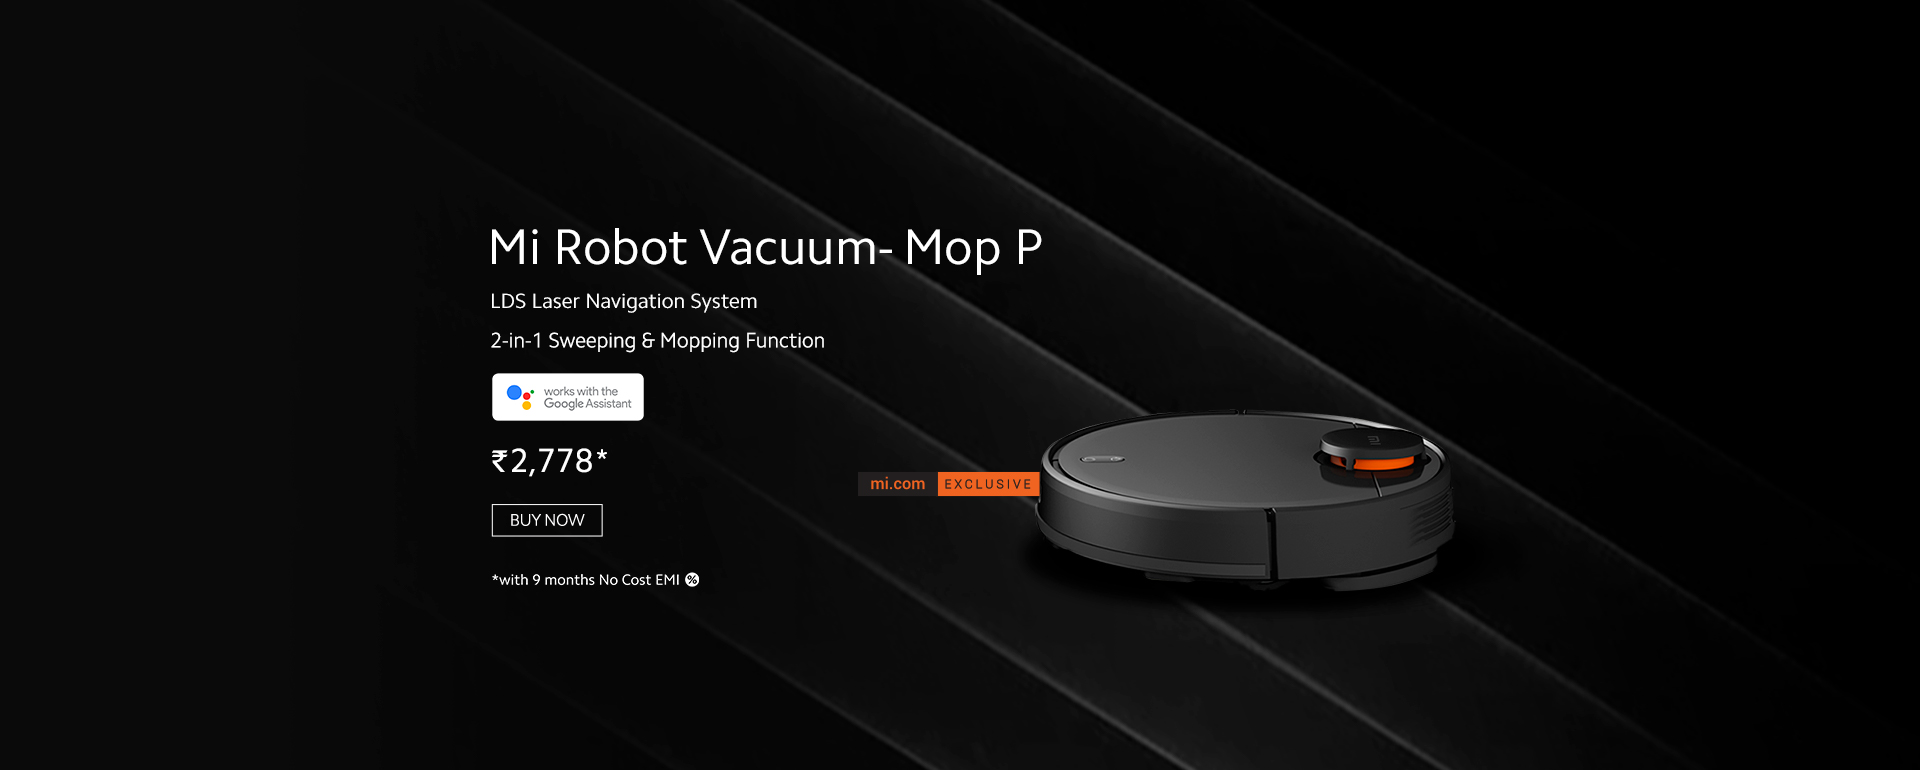 Mi Robot Vacuum- Mop P
LDS Laser Navigation System
2-in-1 Sweeping & Mopping Function
works with the
Google Assistant
₹2,778*
mi.com EXCLUSIVE
BUY NOW
*with 9 months No Cost EMI %